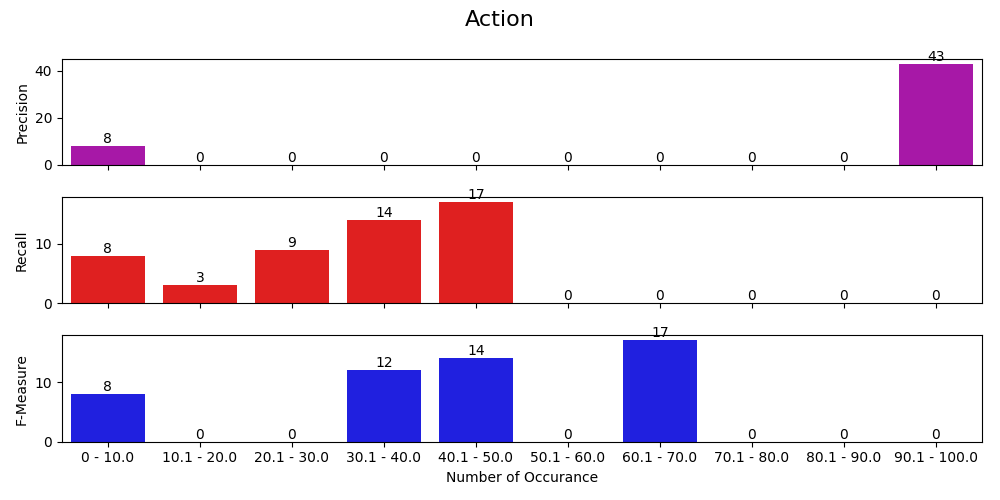 Action
Precision
40
20
0
8 0 0 0 0 0 0 0 0 43
Recall
10
0
8 3 9 14 17 0 0 0 0 0
F-Measure
10
0
8 0 0 12 14 0 17 0 0 0
0 - 10.0 10.1 - 20.0 20.1 - 30.0 30.1 - 40.0 40.1 - 50.0 50.1 - 60.0 60.1 - 70.0 70.1 - 80.0 80.1 - 90.0 90.1 - 100.0
Number of Occurance